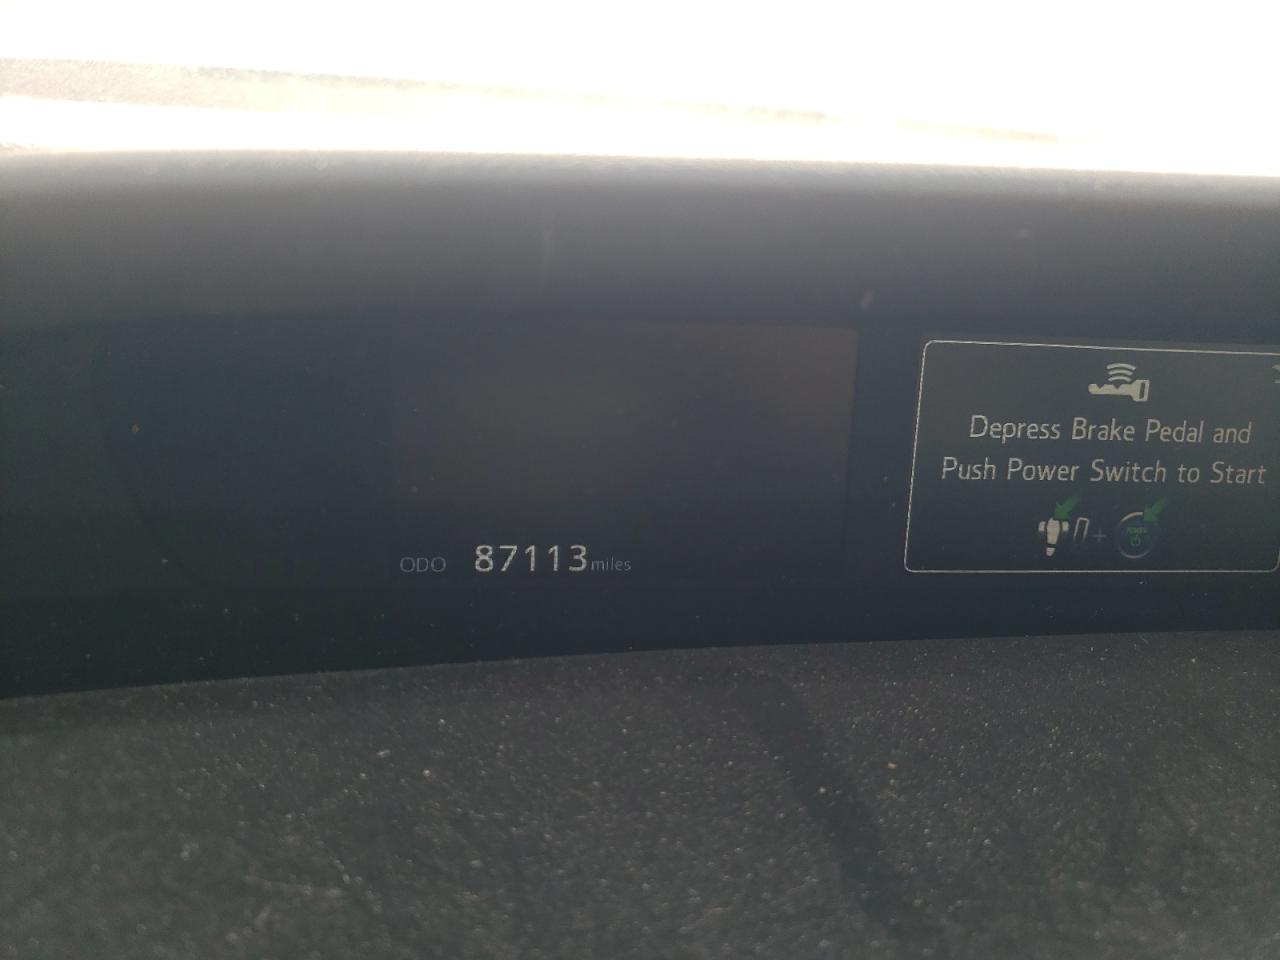 ODO 87113 miles
Depress Brake Pedal and
Push Power Switch to Start
+